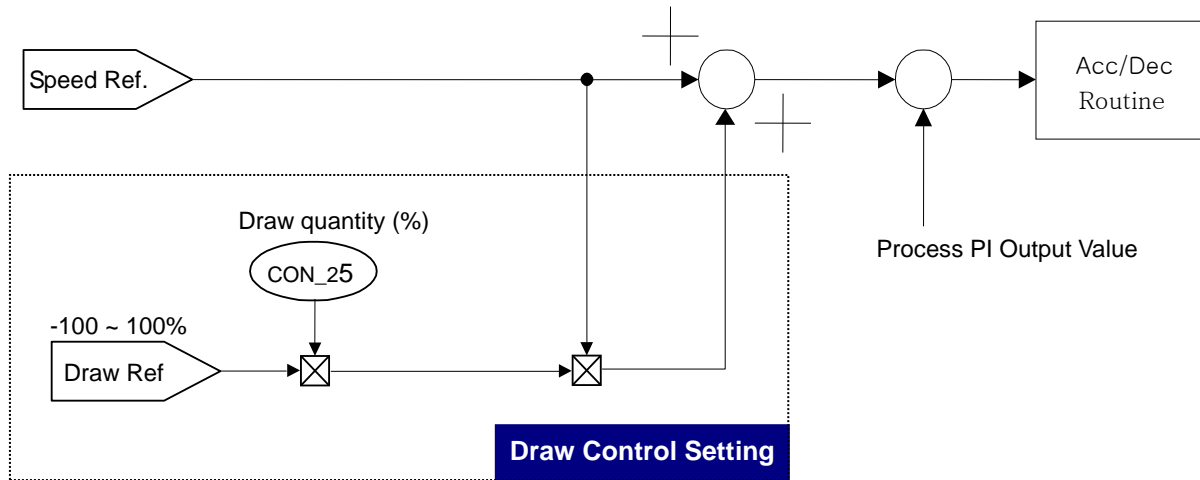 Speed Ref.
Acc/Dec
Routine
Draw quantity (%)
CON_25
Process PI Output Value
-100 ~ 100%
Draw Ref
Draw Control Setting